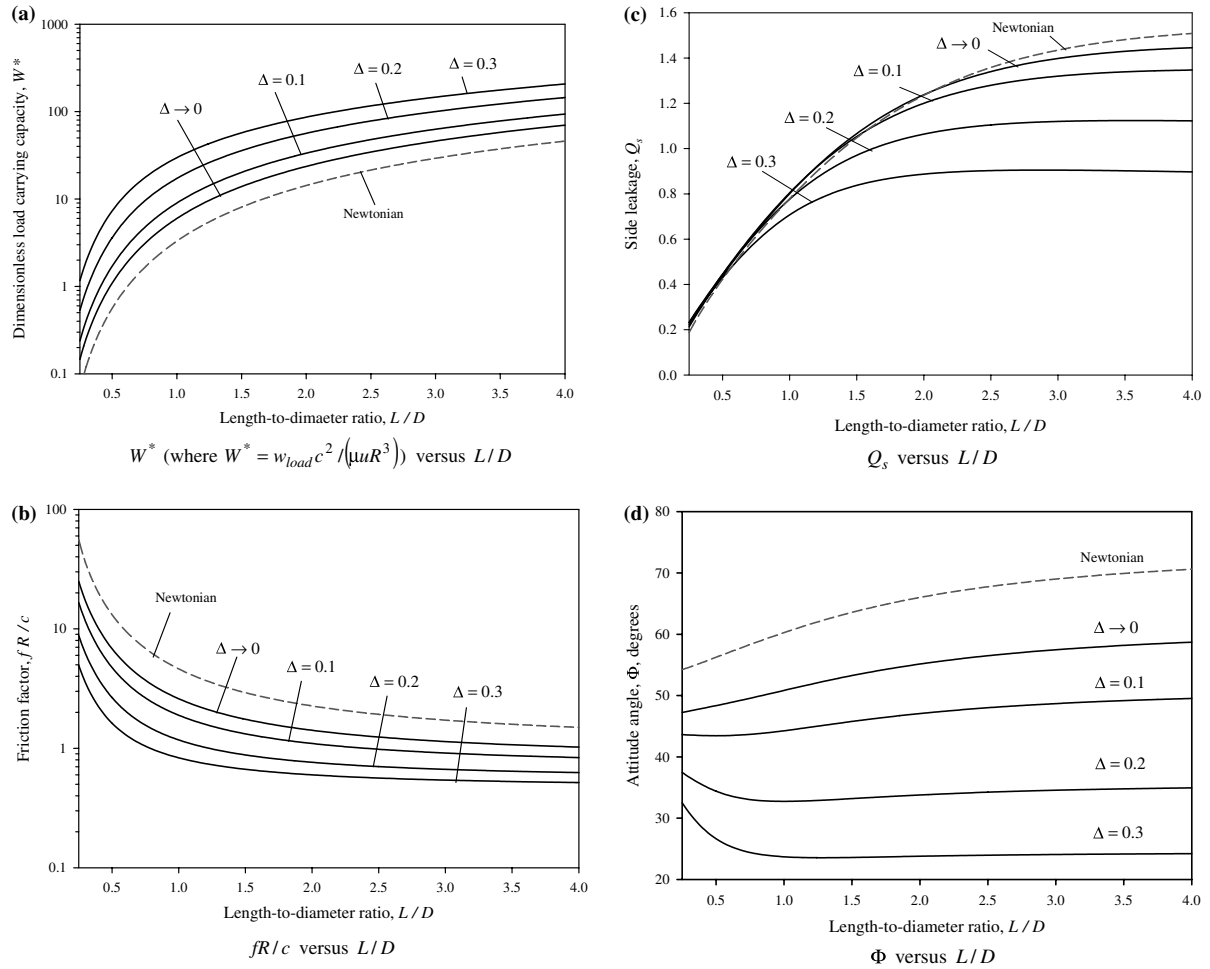 (a)
Dimensionless load carrying capacity, W*
1000
100
10
1
0.1
Δ → 0
Δ = 0.1
Δ = 0.2
Δ = 0.3
Newtonian
0.5 1.0 1.5 2.0 2.5 3.0 3.5 4.0
Length-to-dimaeter ratio, L / D
W* (where W* = w_load c² /(μuR³)) versus L/D
(c)
Side leakage, Q_s
1.6
1.4
1.2
1.0
0.8
0.6
0.4
0.2
0.0
Newtonian
Δ → 0
Δ = 0.1
Δ = 0.2
Δ = 0.3
0.5 1.0 1.5 2.0 2.5 3.0 3.5 4.0
Length-to-diameter ratio, L / D
Q_s versus L/D
(b)
Friction factor, f R / c
100
10
1
0.1
Newtonian
Δ → 0
Δ = 0.1
Δ = 0.2
Δ = 0.3
0.5 1.0 1.5 2.0 2.5 3.0 3.5 4.0
Length-to-diameter ratio, L / D
fR/c versus L/D
(d)
Attitude angle, Φ, degrees
80
70
60
50
40
30
20
Newtonian
Δ → 0
Δ = 0.1
Δ = 0.2
Δ = 0.3
0.5 1.0 1.5 2.0 2.5 3.0 3.5 4.0
Length-to-diameter ratio, L / D
Φ versus L/D